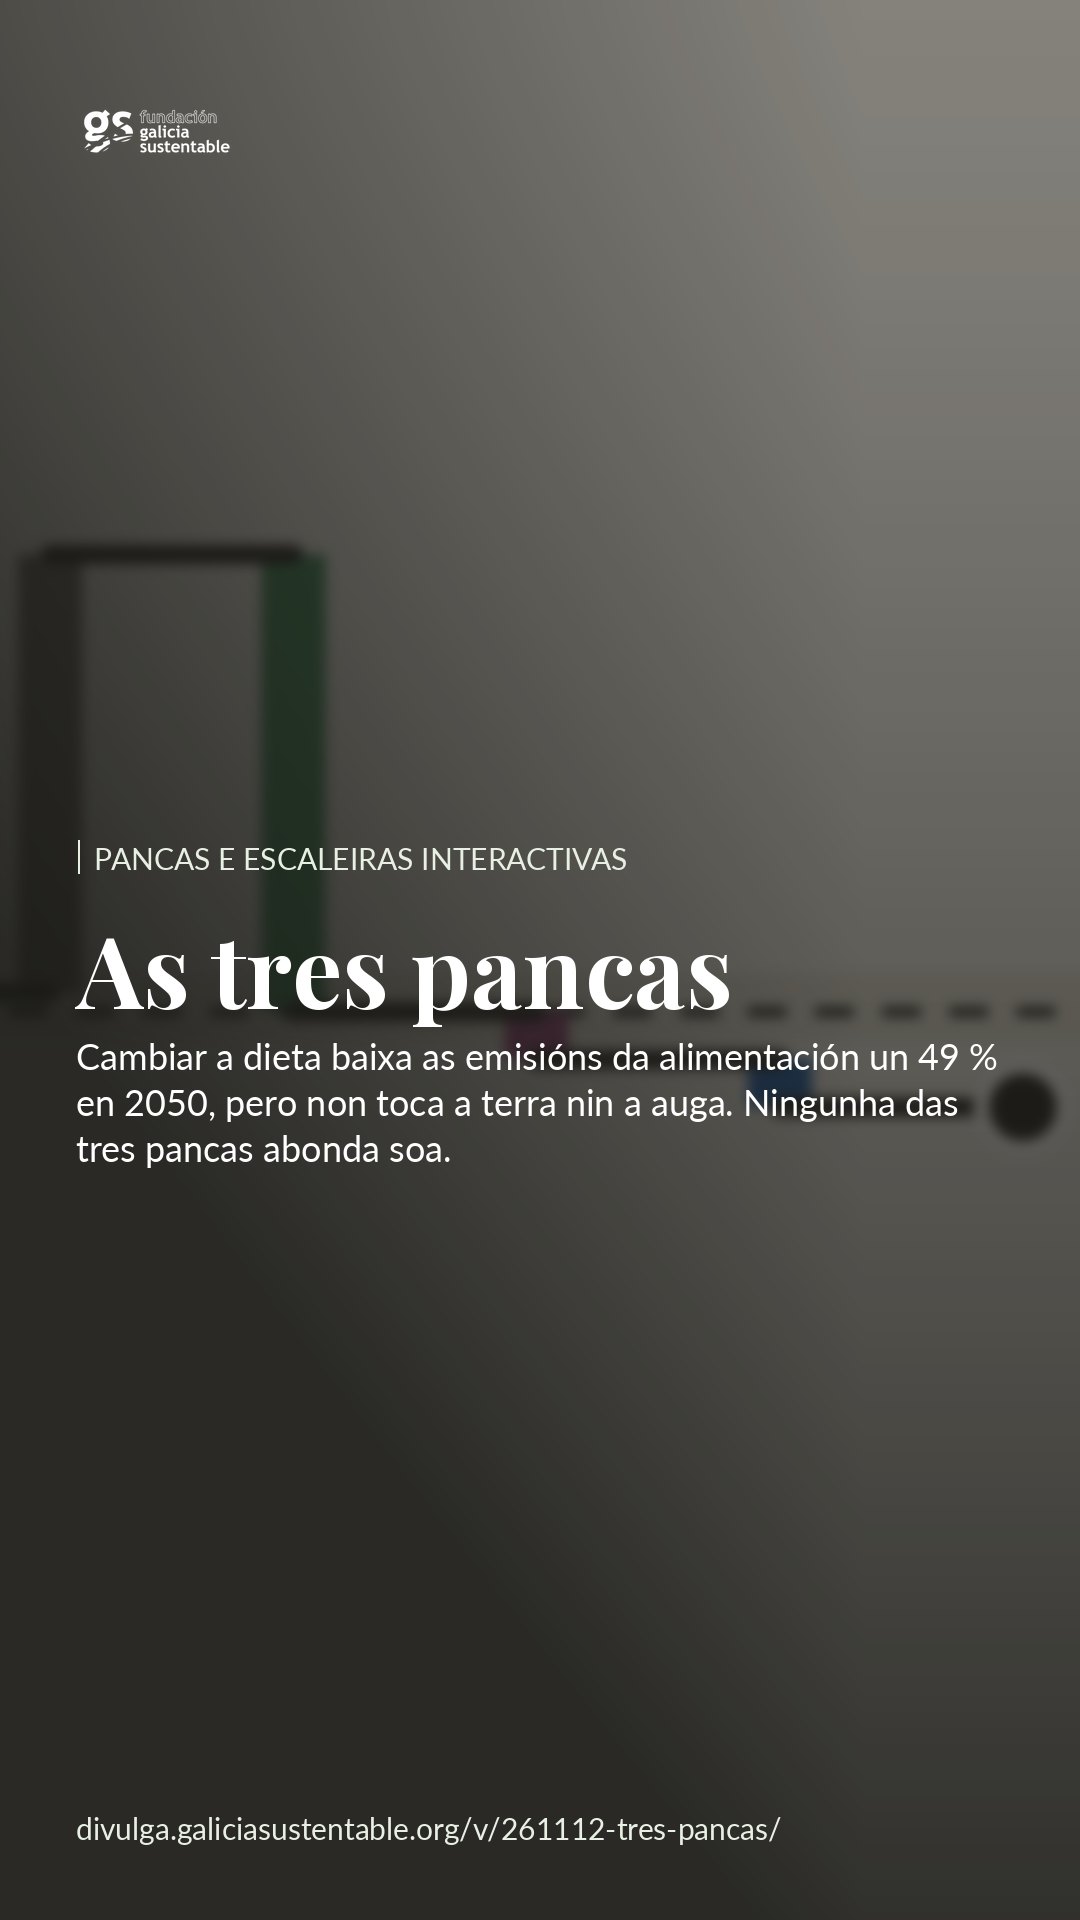 gs
fundación
galicia
sustentable
PANCAS E ESCALEIRAS INTERACTIVAS
As tres pancas
Cambiar a dieta baixa as emisións da alimentación un 49 %
en 2050, pero non toca a terra nin a auga. Ningunha das
tres pancas abonda soa.
divulga.galiciasustentable.org/v/261112-tres-pancas/